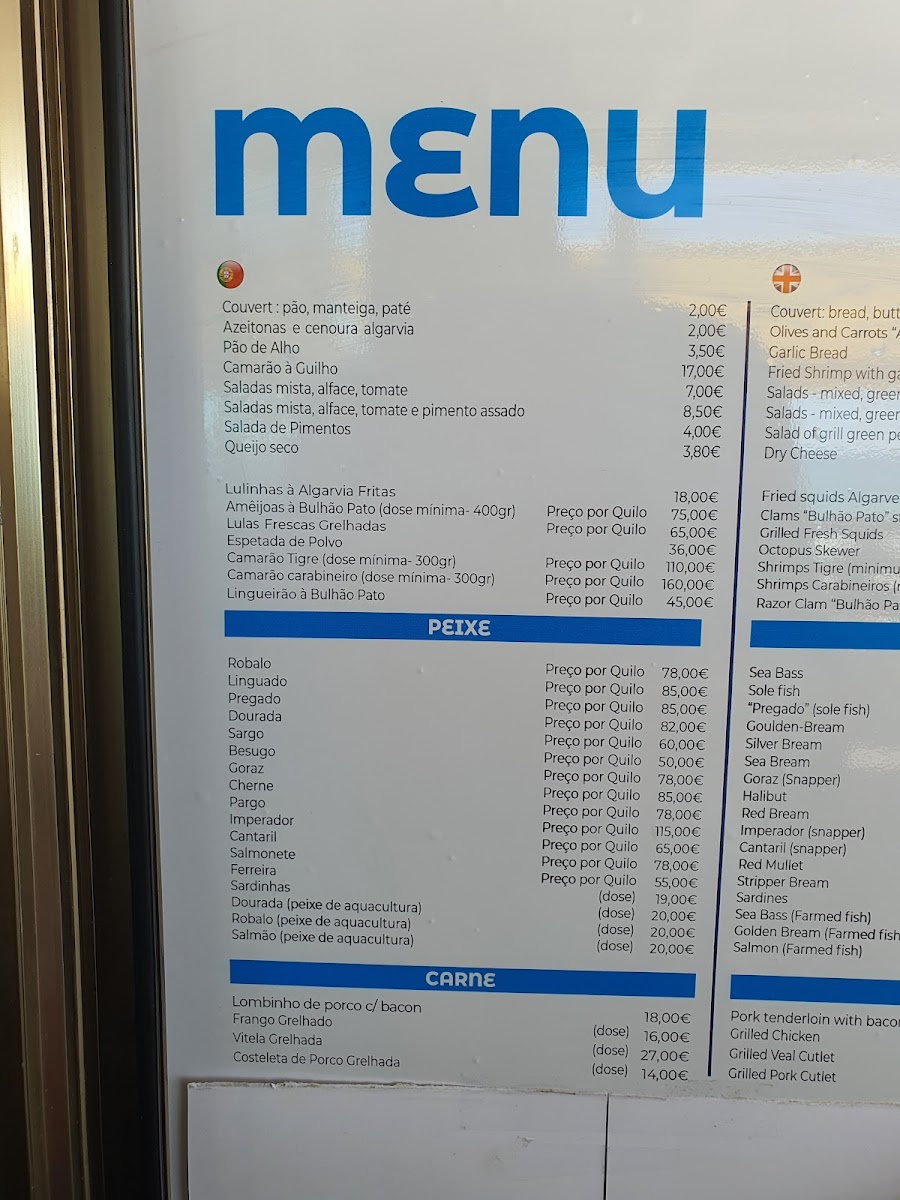 menu
Couvert : pão, manteiga, paté 2,00€
Azeitonas e cenoura algarvia 2,00€
Pão de Alho 3,50€
Camarão à Guilho 17,00€
Saladas mista, alface, tomate 7,00€
Saladas mista, alface, tomate e pimento assado 8,50€
Salada de Pimentos 4,00€
Queijo seco 3,80€
Lulinhas à Algarvia Fritas 18,00€
Amêijoas à Bulhão Pato (dose mínima- 400gr) Preço por Quilo 75,00€
Lulas Frescas Grelhadas Preço por Quilo 65,00€
Espetada de Polvo 36,00€
Camarão Tigre (dose mínima- 300gr) Preço por Quilo 110,00€
Camarão carabineiro (dose mínima- 300gr) Preço por Quilo 160,00€
Lingueirão à Bulhão Pato Preço por Quilo 45,00€
PEIXE
Robalo Preço por Quilo 78,00€
Linguado Preço por Quilo 85,00€
Pregado Preço por Quilo 85,00€
Dourada Preço por Quilo 82,00€
Sargo Preço por Quilo 60,00€
Besugo Preço por Quilo 50,00€
Goraz Preço por Quilo 78,00€
Cherne Preço por Quilo 85,00€
Pargo Preço por Quilo 78,00€
Imperador Preço por Quilo 115,00€
Cantaril Preço por Quilo 65,00€
Salmonete Preço por Quilo 78,00€
Ferreira Preço por Quilo 55,00€
Sardinhas (dose) 19,00€
Dourada (peixe de aquacultura) (dose) 20,00€
Robalo (peixe de aquacultura) (dose) 20,00€
Salmão (peixe de aquacultura) (dose) 20,00€
CARNE
Lombinho de porco c/ bacon 18,00€
Frango Grelhado (dose) 16,00€
Vitela Grelhada (dose) 27,00€
Costeleta de Porco Grelhada (dose) 14,00€
Couvert: bread, butt
Olives and Carrots “A
Garlic Bread
Fried Shrimp with ga
Salads - mixed, green
Salads - mixed, green
Salad of grill green pe
Dry Cheese
Fried squids Algarve
Clams “Bulhão Pato” st
Grilled Fresh Squids
Octopus Skewer
Shrimps Tigre (minimu
Shrimps Carabineiros (
Razor Clam “Bulhão Pa
Sea Bass
Sole fish
“Pregado” (sole fish)
Goulden-Bream
Silver Bream
Sea Bream
Goraz (Snapper)
Halibut
Red Bream
Imperador (snapper)
Cantaril (snapper)
Red Mullet
Stripper Bream
Sardines
Sea Bass (Farmed fish)
Golden Bream (Farmed fish
Salmon (Farmed fish)
Pork tenderloin with bacon
Grilled Chicken
Grilled Veal Cutlet
Grilled Pork Cutlet